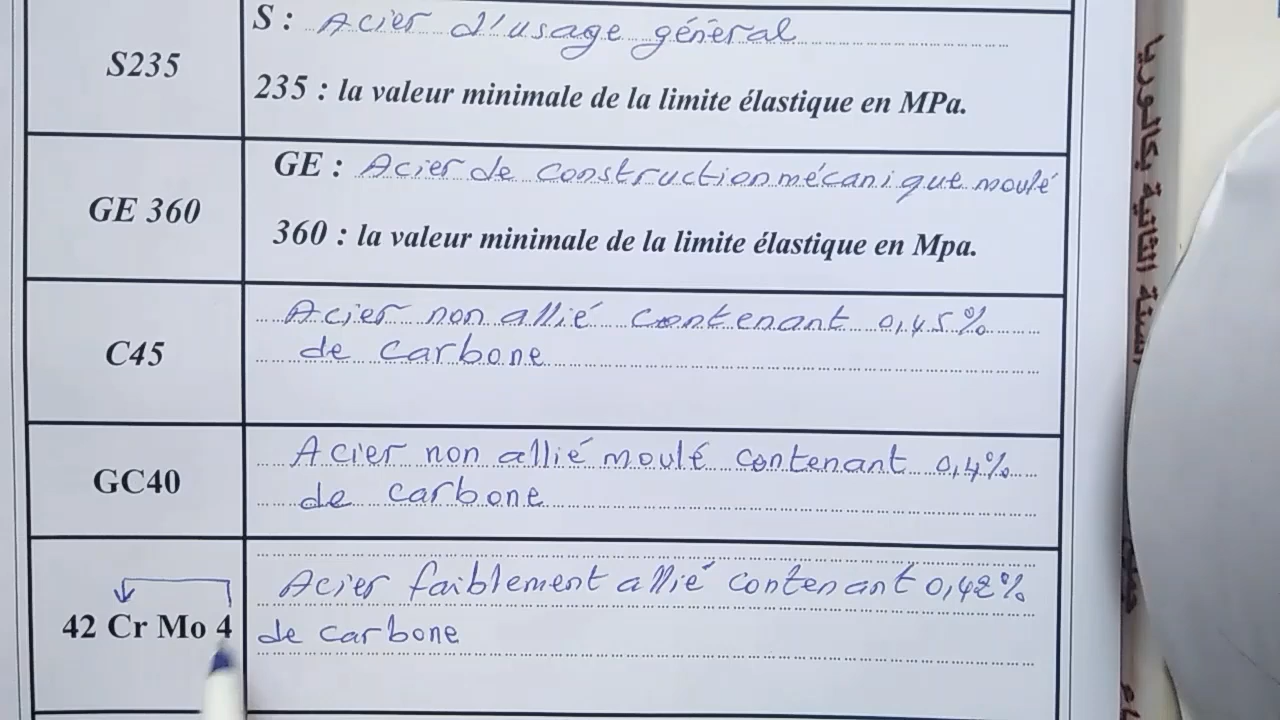 S : Acier d'usage général
S235
235 : la valeur minimale de la limite élastique en MPa.
GE : Acier de construction mécanique moulé
GE 360
360 : la valeur minimale de la limite élastique en Mpa.
Acier non allié contenant 0,45%
C45
de carbone
Acier non allié moulé contenant 0,4%
GC40
de carbone
Acier faiblement allié contenant 0,42%
42 Cr Mo 4
de carbone
السنة الثانية بكالوريا